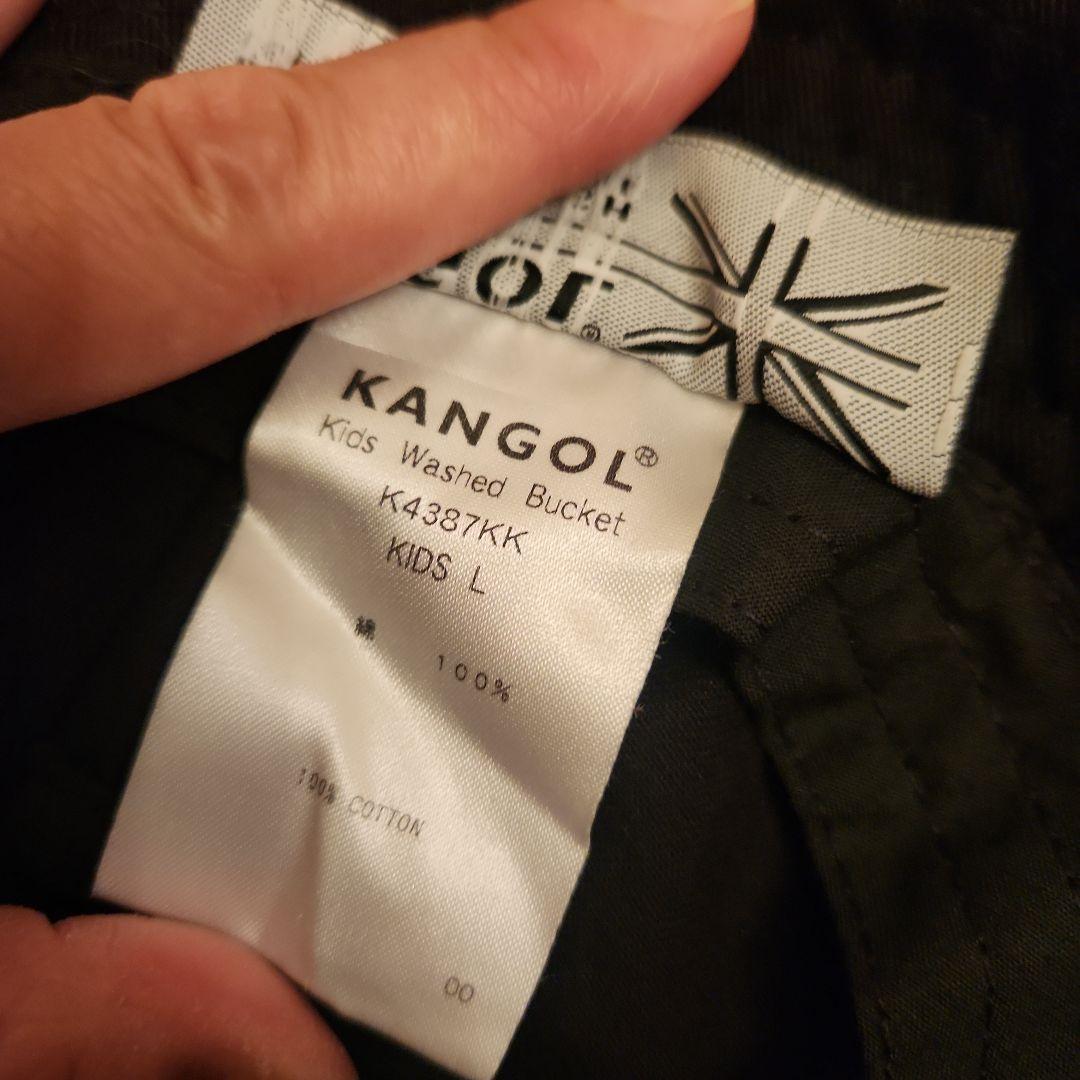 KANGOL®
Kids Washed Bucket
K4387KK
KIDS L
綿 100%
100% COTTON
00